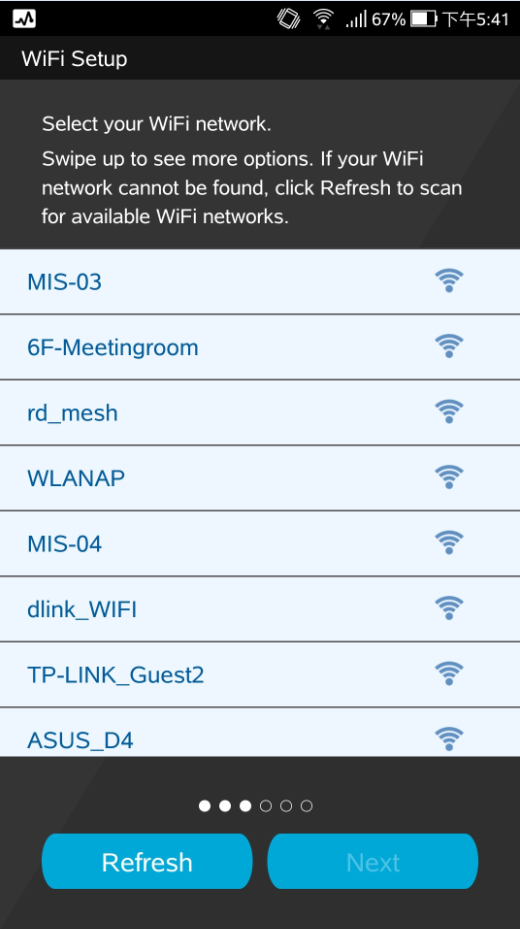 67% 下午5:41
WiFi Setup
Select your WiFi network.
Swipe up to see more options. If your WiFi
network cannot be found, click Refresh to scan
for available WiFi networks.
MIS-03
6F-Meetingroom
rd_mesh
WLANAP
MIS-04
dlink_WIFI
TP-LINK_Guest2
ASUS_D4
Refresh Next